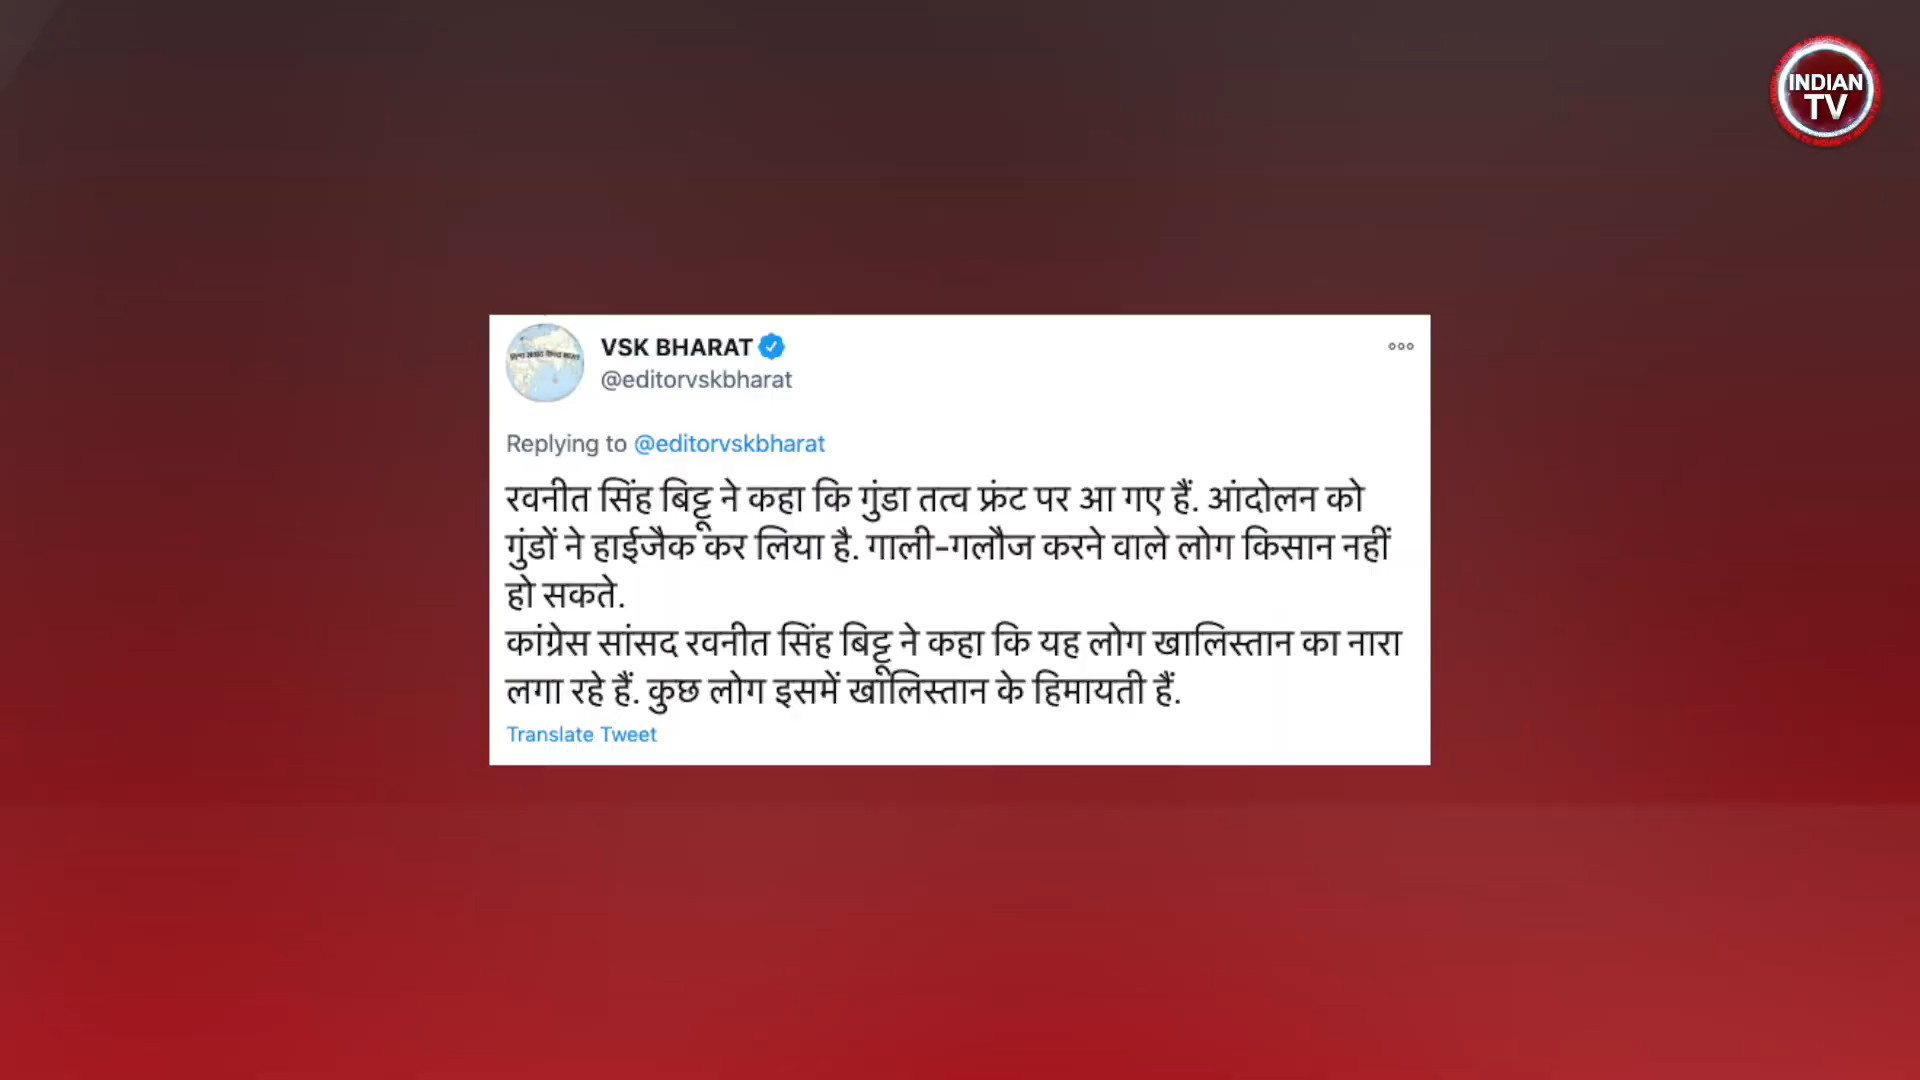 INDIAN
TV
VSK BHARAT
@editorvskbharat
Replying to @editorvskbharat
रवनीत सिंह बिट्टू ने कहा कि गुंडा तत्व फ्रंट पर आ गए हैं. आंदोलन को
गुंडों ने हाईजैक कर लिया है. गाली-गलौज करने वाले लोग किसान नहीं
हो सकते.
कांग्रेस सांसद रवनीत सिंह बिट्टू ने कहा कि यह लोग खालिस्तान का नारा
लगा रहे हैं. कुछ लोग इसमें खालिस्तान के हिमायती हैं.
Translate Tweet